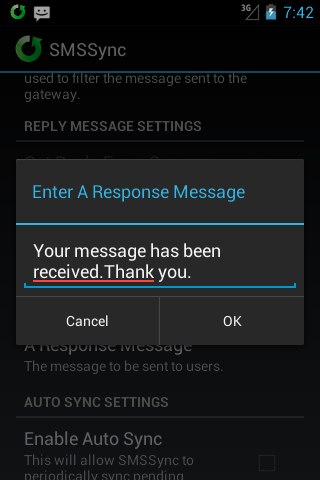 3G 7:42
SMSSync
used to filter the message sent to the
gateway.
REPLY MESSAGE SETTINGS
Enter A Response Message
Your message has been
received.Thank you.
Cancel OK
A Response Message
The message to be sent to users.
AUTO SYNC SETTINGS
Enable Auto Sync
This will allow SMSSync to
periodically sync pending